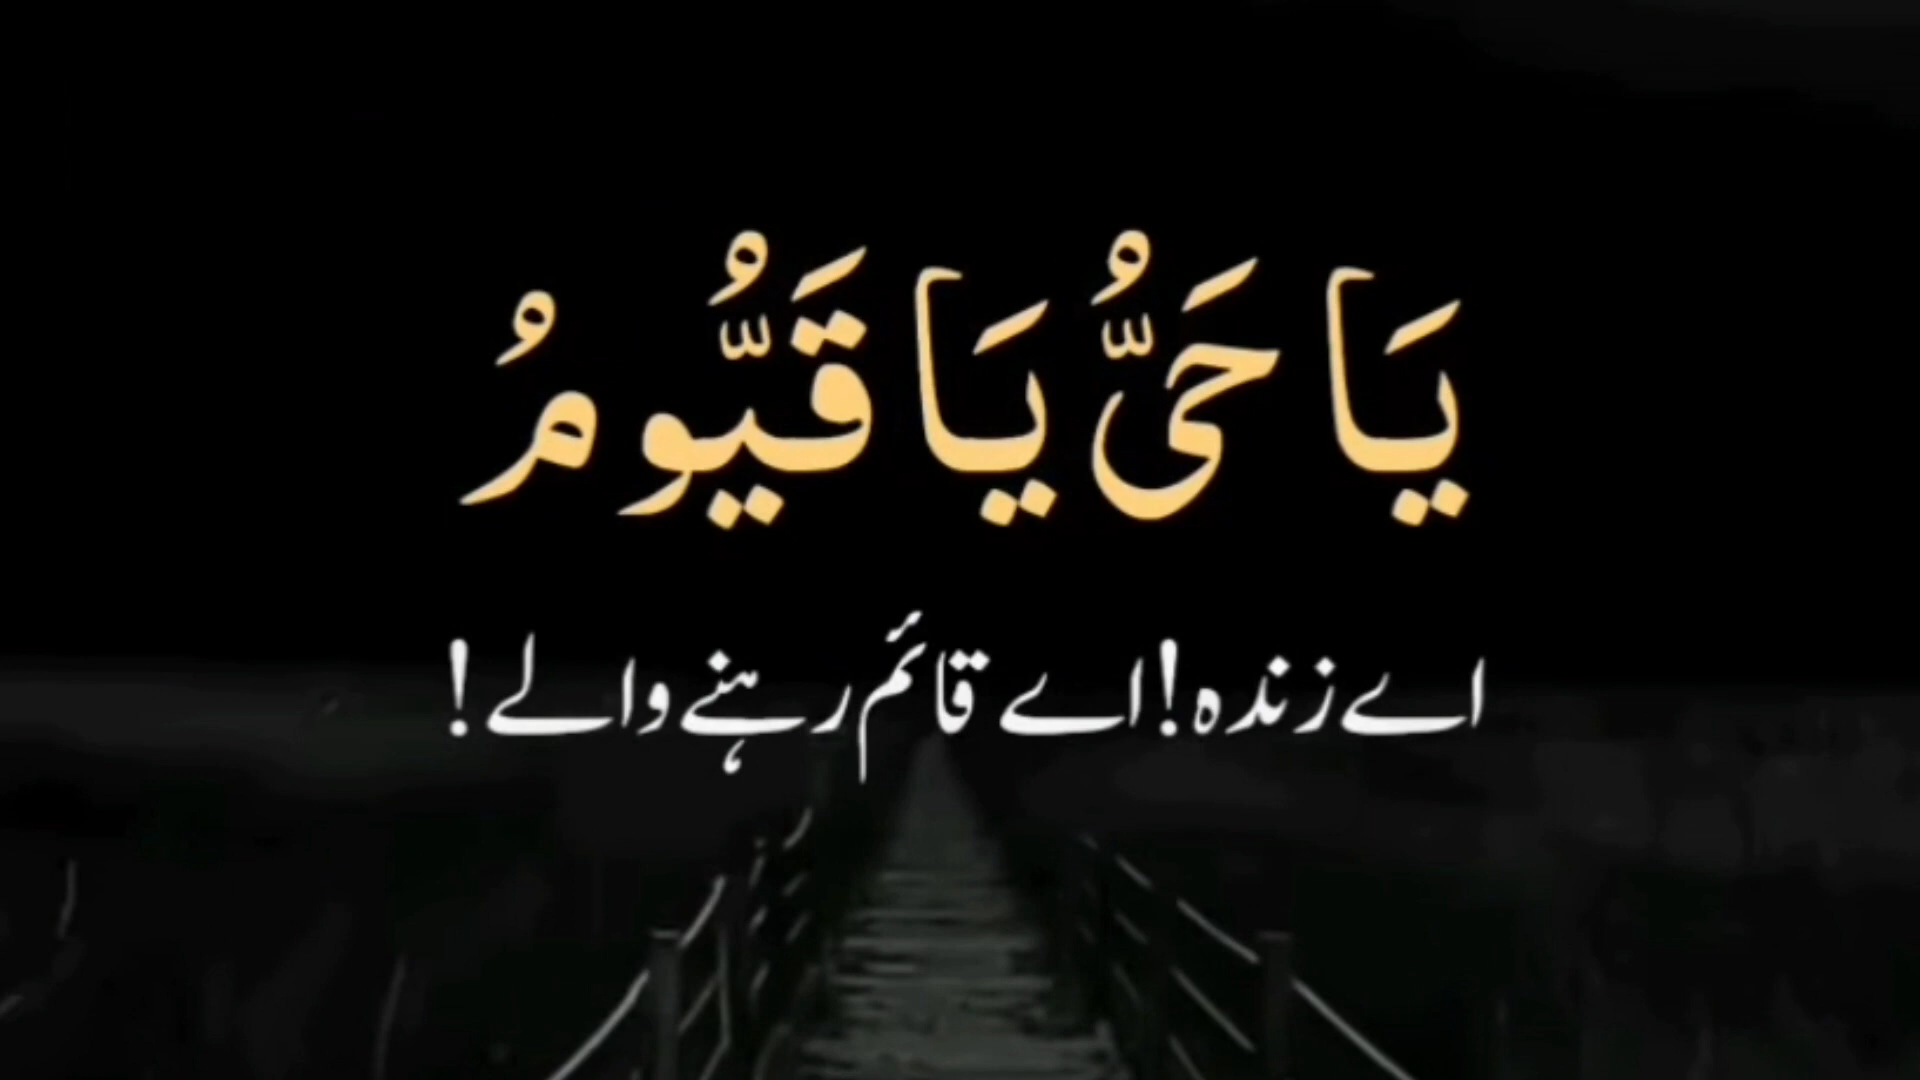 يَا حَىُّ يَا قَيُّومُ
اے زندہ! اے قائم رہنے والے!